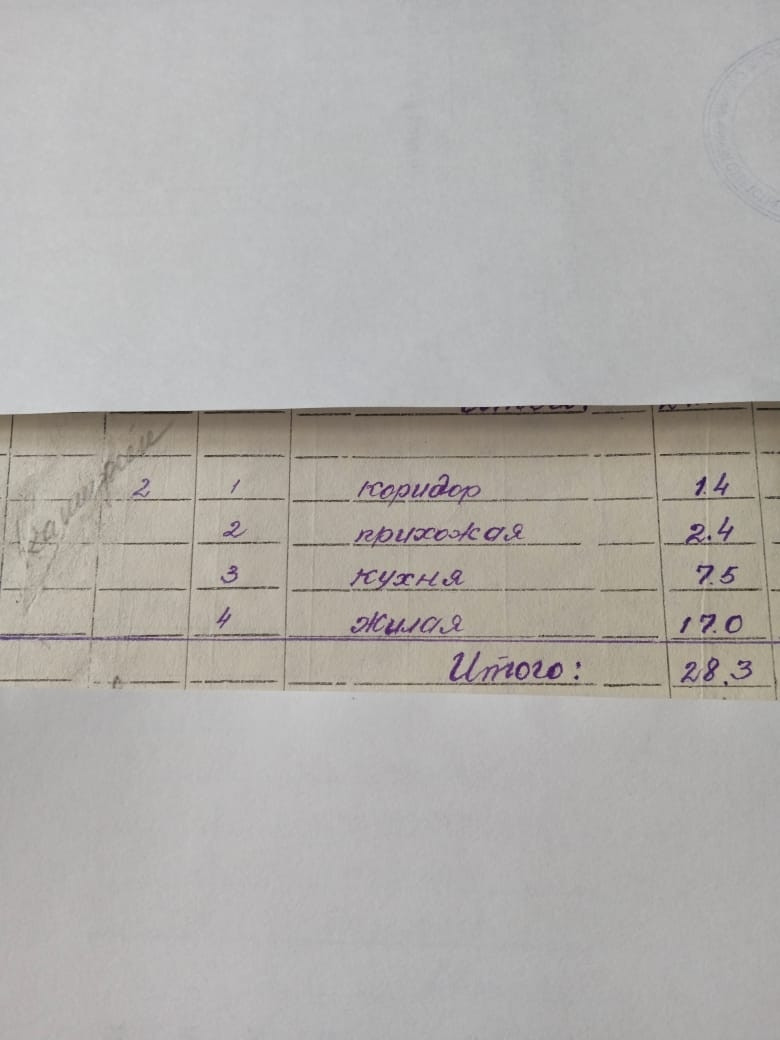 2 1 коридор 1.4
2 прихожая 2.4
3 кухня 7.5
4 жилая 17.0
Итого: 28.3